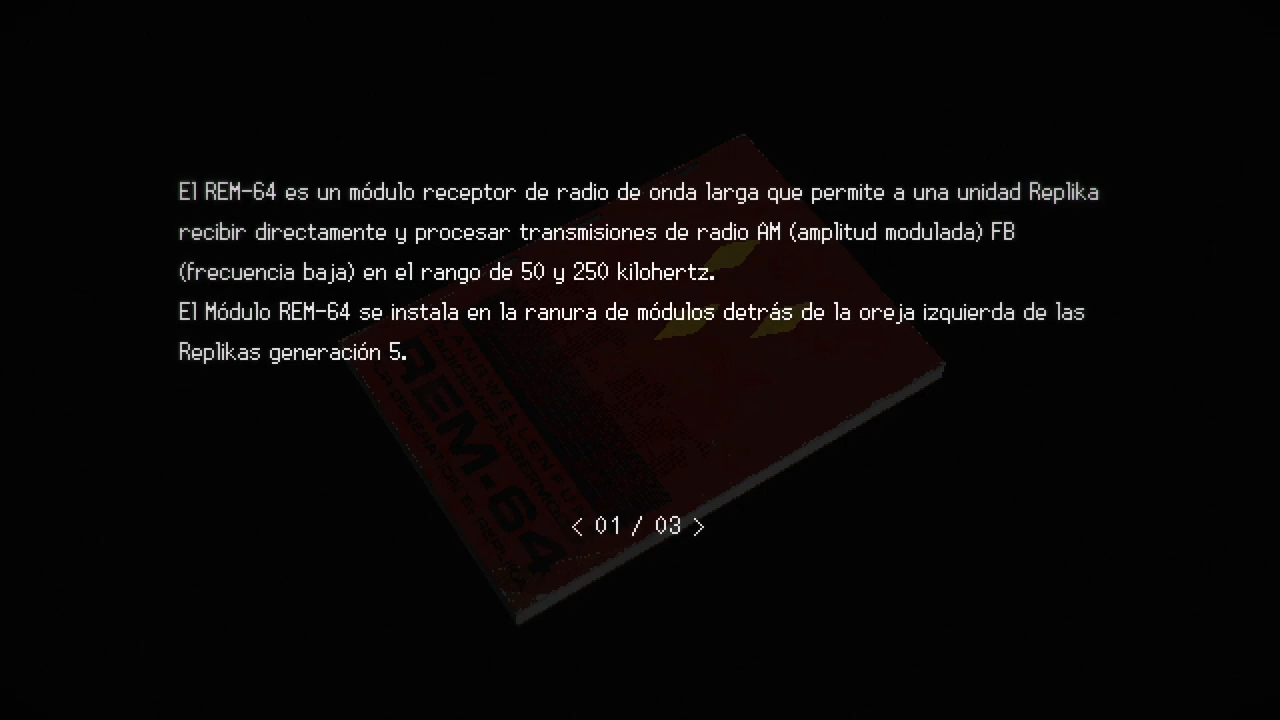 El REM-64 es un módulo receptor de radio de onda larga que permite a una unidad Replika
recibir directamente y procesar transmisiones de radio AM (amplitud modulada) FB
(frecuencia baja) en el rango de 50 y 250 kilohertz.
El Módulo REM-64 se instala en la ranura de módulos detrás de la oreja izquierda de las
Replikas generación 5.
REM-64
< 01 / 03 >